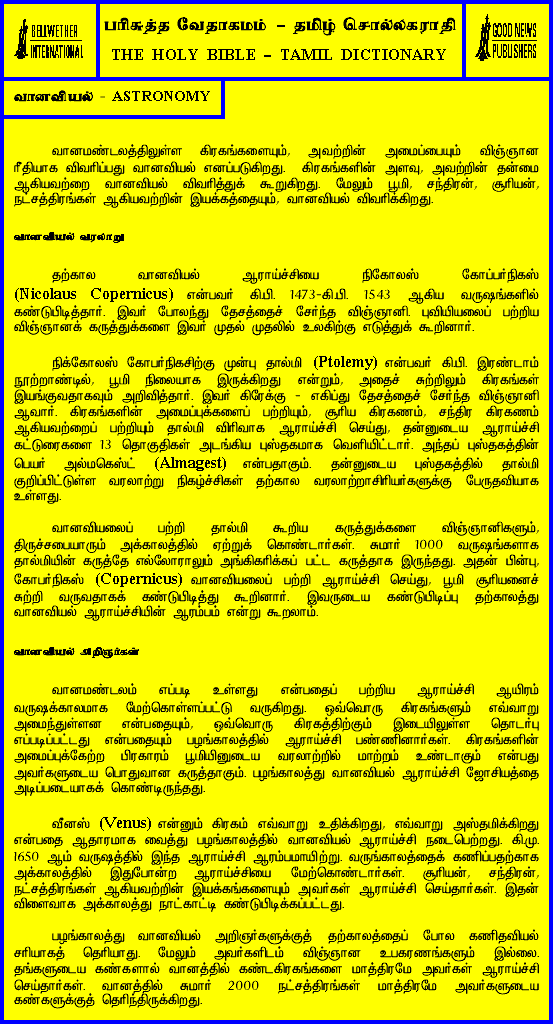 BELLWETHER
INTERNATIONAL
பரிசுத்த வேதாகமம் – தமிழ் சொல்லகராதி
THE HOLY BIBLE – TAMIL DICTIONARY
GOOD NEWS
PUBLISHERS
வானவியல் - ASTRONOMY
வானமண்டலத்திலுள்ள கிரகங்களையும், அவற்றின் அமைப்பையும் விஞ்ஞான
ரீதியாக விவரிப்பது வானவியல் எனப்படுகிறது. கிரகங்களின் அளவு, அவற்றின் தன்மை
ஆகியவற்றை வானவியல் விவரித்துக் கூறுகிறது. மேலும் பூமி, சந்திரன், சூரியன்,
நட்சத்திரங்கள் ஆகியவற்றின் இயக்கத்தையும், வானவியல் விவரிக்கிறது.
வானவியல் வரலாறு
தற்கால வானவியல் ஆராய்ச்சியை நிகோலஸ் கோப்பர்நிகஸ்
(Nicolaus Copernicus) என்பவர் கி.பி. 1473-கி.பி. 1543 ஆகிய வருஷங்களில்
கண்டுபிடித்தார். இவர் போலந்து தேசத்தைச் சேர்ந்த விஞ்ஞானி. புவியியலைப் பற்றிய
விஞ்ஞானக் கருத்துக்களை இவர் முதல் முதலில் உலகிற்கு எடுத்துக் கூறினார்.
நிக்கோலஸ் கோபர்நிகசிற்கு முன்பு தால்மி (Ptolemy) என்பவர் கி.பி. இரண்டாம்
நூற்றாண்டில், பூமி நிலையாக இருக்கிறது என்றும், அதைச் சுற்றிலும் கிரகங்கள்
இயங்குவதாகவும் அறிவித்தார். இவர் கிரேக்கு - எகிப்து தேசத்தைச் சேர்ந்த விஞ்ஞானி
ஆவார். கிரகங்களின் அமைப்புக்களைப் பற்றியும், சூரிய கிரகணம், சந்திர கிரகணம்
ஆகியவற்றைப் பற்றியும் தால்மி விரிவாக ஆராய்ச்சி செய்து, தன்னுடைய ஆராய்ச்சி
கட்டுரைகளை 13 தொகுதிகள் அடங்கிய புஸ்தகமாக வெளியிட்டார். அந்தப் புஸ்தகத்தின்
பெயர் அல்மகெஸ்ட் (Almagest) என்பதாகும். தன்னுடைய புஸ்தகத்தில் தால்மி
குறிப்பிட்டுள்ள வரலாற்று நிகழ்ச்சிகள் தற்கால வரலாற்றாசிரியர்களுக்கு பேருதவியாக
உள்ளது.
வானவியலைப் பற்றி தால்மி கூறிய கருத்துக்களை விஞ்ஞானிகளும்,
திருச்சபையாரும் அக்காலத்தில் ஏற்றுக் கொண்டார்கள். சுமார் 1000 வருஷங்களாக
தால்மியின் கருத்தே எல்லோராலும் அங்கிகரிக்கப் பட்ட கருத்தாக இருந்தது. அதன் பின்பு,
கோபர்நிகஸ் (Copernicus) வானவியலைப் பற்றி ஆராய்ச்சி செய்து, பூமி சூரியனைச்
சுற்றி வருவதாகக் கண்டுபிடித்து கூறினார். இவருடைய கண்டுபிடிப்பு தற்காலத்து
வானவியல் ஆராய்ச்சியின் ஆரம்பம் என்று கூறலாம்.
வானவியல் அறிஞர்கள்
வானமண்டலம் எப்படி உள்ளது என்பதைப் பற்றிய ஆராய்ச்சி ஆயிரம்
வருஷக்காலமாக மேற்கொள்ளப்பட்டு வருகிறது. ஒவ்வொரு கிரகங்களும் எவ்வாறு
அமைந்துள்ளன என்பதையும், ஒவ்வொரு கிரகத்திற்கும் இடையிலுள்ள தொடர்பு
எப்படிப்பட்டது என்பதையும் பழங்காலத்தில் ஆராய்ச்சி பண்ணினார்கள். கிரகங்களின்
அமைப்புக்கேற்ற பிரகாரம் பூமியினுடைய வரலாற்றில் மாற்றம் உண்டாகும் என்பது
அவர்களுடைய பொதுவான கருத்தாகும். பழங்காலத்து வானவியல் ஆராய்ச்சி ஜோசியத்தை
அடிப்படையாகக் கொண்டிருந்தது.
வீனஸ் (Venus) என்னும் கிரகம் எவ்வாறு உதிக்கிறது, எவ்வாறு அஸ்தமிக்கிறது
என்பதை ஆதாரமாக வைத்து பழங்காலத்தில் வானவியல் ஆராய்ச்சி நடைபெற்றது. கி.மு.
1650 ஆம் வருஷத்தில் இந்த ஆராய்ச்சி ஆரம்பமாயிற்று. வருங்காலத்தைக் கணிப்பதற்காக
அக்காலத்தில் இதுபோன்ற ஆராய்ச்சியை மேற்கொண்டார்கள். சூரியன், சந்திரன்,
நட்சத்திரங்கள் ஆகியவற்றின் இயக்கங்களையும் அவர்கள் ஆராய்ச்சி செய்தார்கள். இதன்
விளைவாக அக்காலத்து நாட்காட்டி கண்டுபிடிக்கப்பட்டது.
பழங்காலத்து வானவியல் அறிஞர்களுக்குத் தற்காலத்தைப் போல கணிதவியல்
சரியாகத் தெரியாது. மேலும் அவர்களிடம் விஞ்ஞான உபகரணங்களும் இல்லை.
தங்களுடைய கண்களால் வானத்தில் கண்டகிரகங்களை மாத்திரமே அவர்கள் ஆராய்ச்சி
செய்தார்கள். வானத்தில் சுமார் 2000 நட்சத்திரங்கள் மாத்திரமே அவர்களுடைய
கண்களுக்குத் தெரிந்திருக்கிறது.